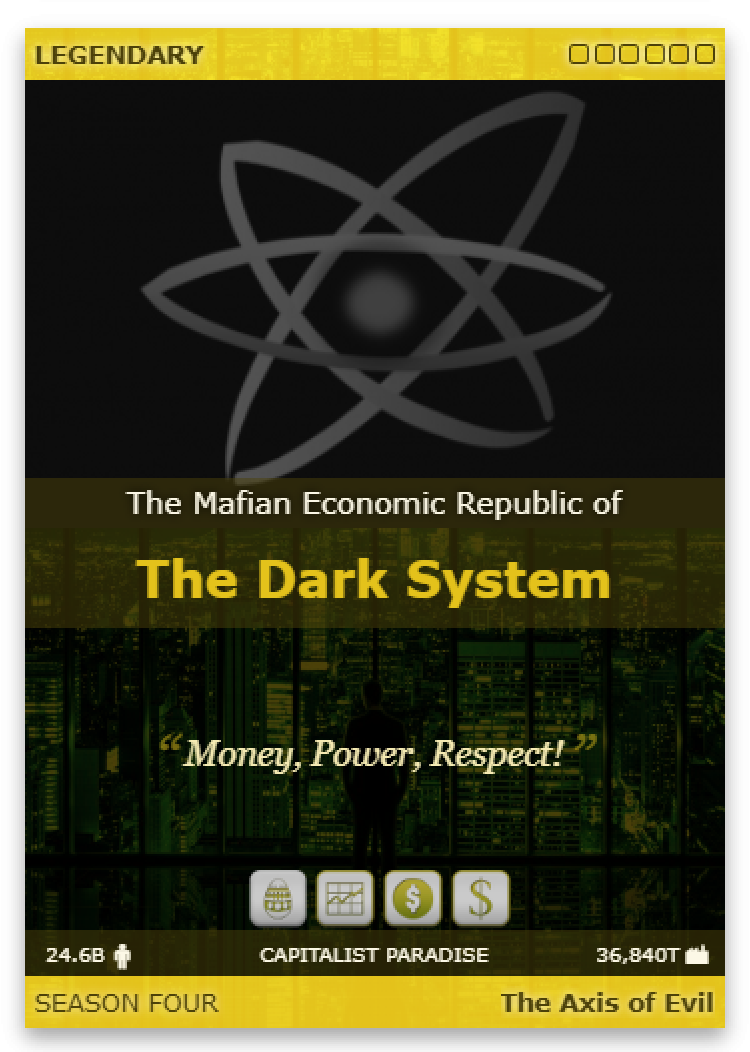 LEGENDARY
The Mafian Economic Republic of
The Dark System
“Money, Power, Respect!”
$ $
24.6B CAPITALIST PARADISE 36,840T
SEASON FOUR The Axis of Evil